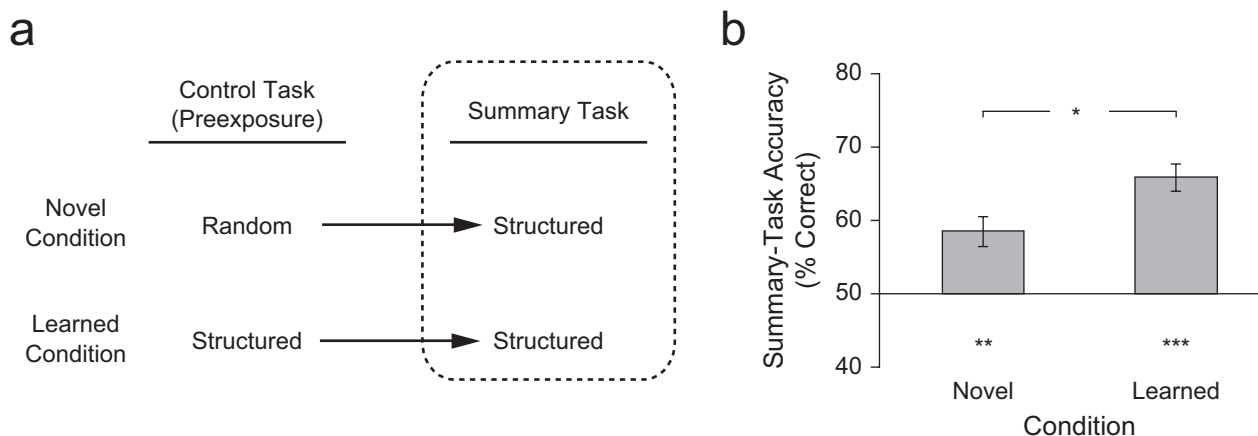 a
Control Task
(Preexposure)
Summary Task
Novel
Condition
Random
Structured
Learned
Condition
Structured
Structured
b
Summary-Task Accuracy
(% Correct)
80
70
60
50
40
*
**
***
Novel
Learned
Condition